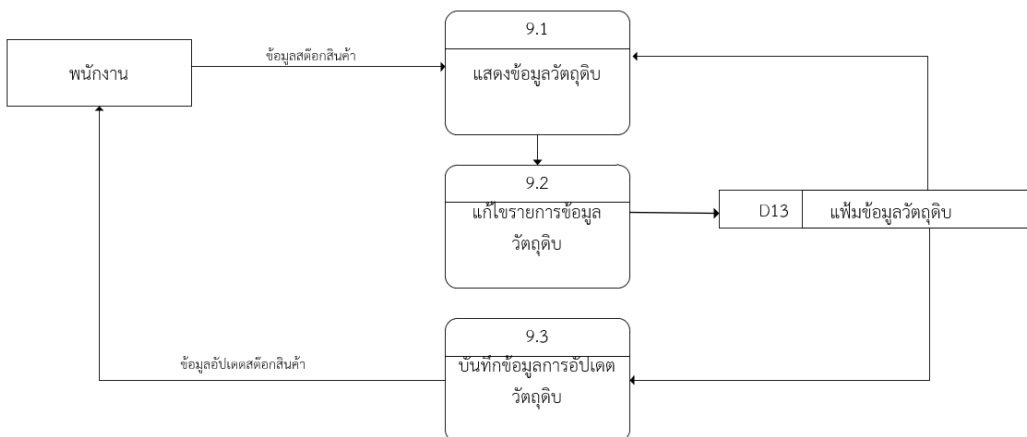 9.1
ข้อมูลสต๊อกสินค้า
พนักงาน
แสดงข้อมูลวัตถุดิบ
9.2
แก้ไขรายการข้อมูล
วัตถุดิบ
D13
แฟ้มข้อมูลวัตถุดิบ
9.3
ข้อมูลอัปเดตสต๊อกสินค้า
บันทึกข้อมูลการอัปเดต
วัตถุดิบ